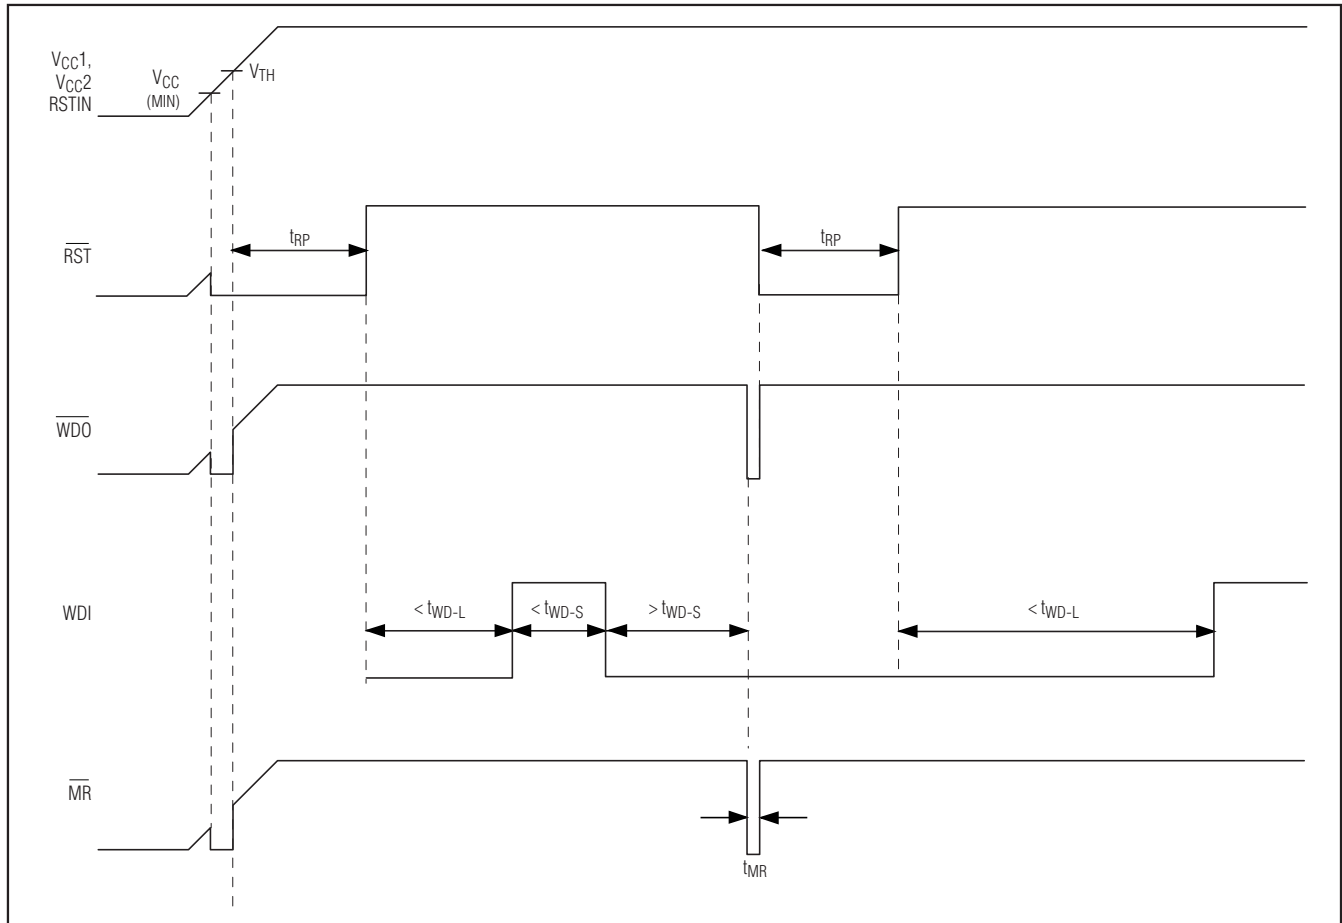 VCC1,
VCC2
RSTIN
VCC
(MIN)
VTH
RST
tRP
tRP
WDO
WDI
< tWD-L
< tWD-S
> tWD-S
< tWD-L
MR
tMR